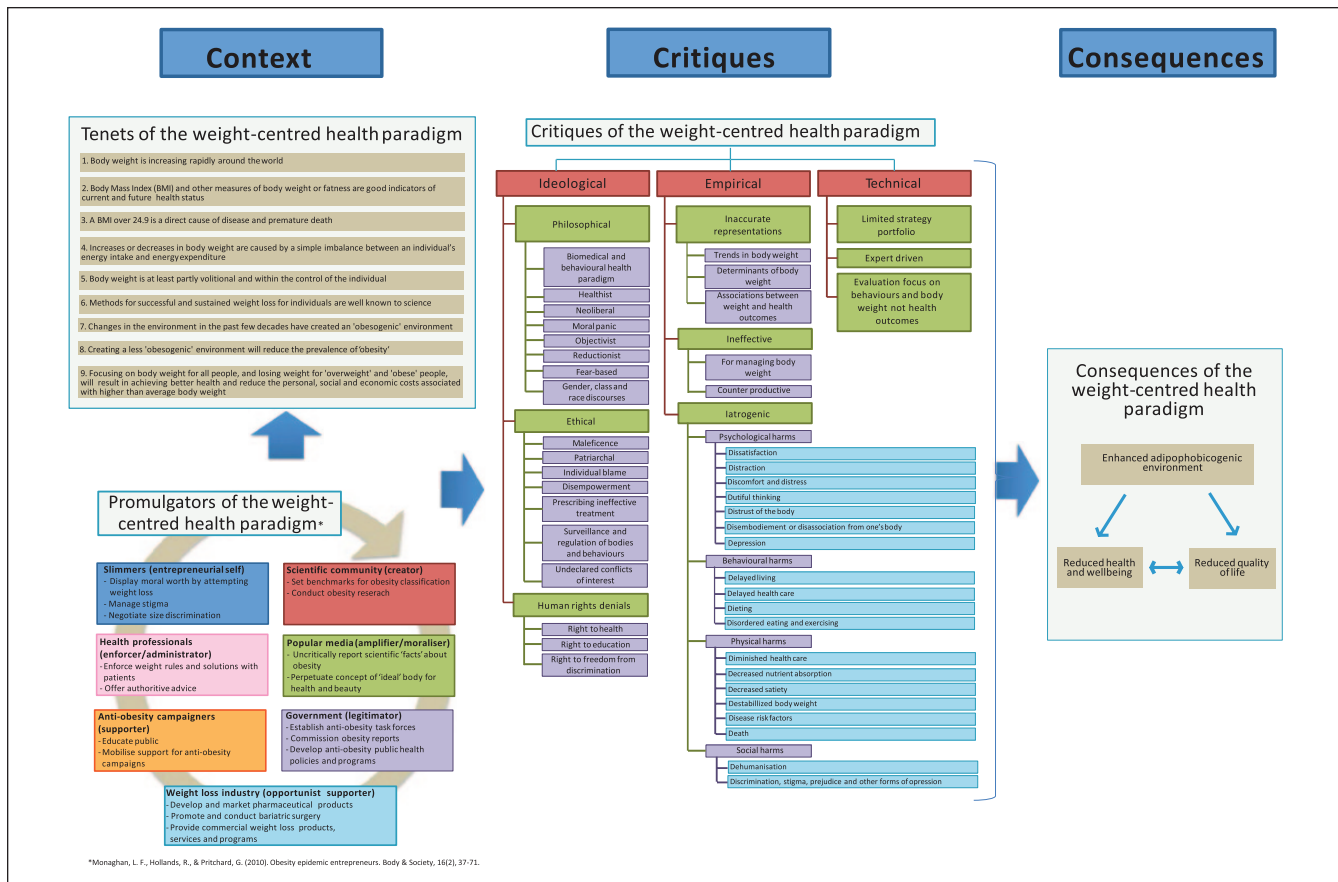 Context
Critiques
Consequences
Tenets of the weight-centred health paradigm
1. Body weight is increasing rapidly around the world
2. Body Mass Index (BMI) and other measures of body weight or fatness are good indicators of
current and future health status
3. A BMI over 24.9 is a direct cause of disease and premature death
4. Increases or decreases in body weight are caused by a simple imbalance between an individual's
energy intake and energy expenditure
5. Body weight is at least partly volitional and within the control of the individual
6. Methods for successful and sustained weight loss for individuals are well known to science
7. Changes in the environment in the past few decades have created an 'obesogenic' environment
8. Creating a less 'obesogenic' environment will reduce the prevalence of 'obesity'
9. Focusing on body weight for all people, and losing weight for 'overweight' and 'obese' people,
will result in achieving better health and reduce the personal, social and economic costs associated
with higher than average body weight
Promulgators of the weight-
centred health paradigm*
Slimmers (entrepreneurial self)
- Display moral worth by attempting
weight loss
- Manage stigma
- Negotiate size discrimination
Scientific community (creator)
- Set benchmarks for obesity classification
- Conduct obesity reserach
Health professionals
(enforcer/administrator)
- Enforce weight rules and solutions with
patients
- Offer authoritive advice
Popular media (amplifier/moraliser)
- Uncritically report scientific 'facts' about
obesity
- Perpetuate concept of 'ideal' body for
health and beauty
Anti-obesity campaigners
(supporter)
- Educate public
- Mobilise support for anti-obesity
campaigns
Government (legitimator)
- Establish anti-obesity task forces
- Commission obesity reports
- Develop anti-obesity public health
policies and programs
Weight loss industry (opportunist supporter)
- Develop and market pharmaceutical products
- Promote and conduct bariatric surgery
- Provide commercial weight loss products,
services and programs
*Monaghan, L. F., Hollands, R., & Pritchard, G. (2010). Obesity epidemic entrepreneurs. Body & Society, 16(2), 37-71.
Critiques of the weight-centred health paradigm
Ideological
Philosophical
Biomedical and
behavioural health
paradigm
Healthist
Neoliberal
Moral panic
Objectivist
Reductionist
Fear-based
Gender, class and
race discourses
Ethical
Maleficence
Patriarchal
Individual blame
Disempowerment
Prescribing ineffective
treatment
Surveillance and
regulation of bodies
and behaviours
Undeclared conflicts
of interest
Human rights denials
Right to health
Right to education
Right to freedom from
discrimination
Empirical
Inaccurate
representations
Trends in body weight
Determinants of body
weight
Associations between
weight and health
outcomes
Ineffective
For managing body
weight
Counter productive
Iatrogenic
Psychological harms
Dissatisfaction
Distraction
Discomfort and distress
Dutiful thinking
Distrust of the body
Disembodiement or disassociation from one's body
Depression
Behavioural harms
Delayed living
Delayed health care
Dieting
Disordered eating and exercising
Physical harms
Diminished health care
Decreased nutrient absorption
Decreased satiety
Destabillized body weight
Disease risk factors
Death
Social harms
Dehumanisation
Discrimination, stigma, prejudice and other forms of opression
Technical
Limited strategy
portfolio
Expert driven
Evaluation focus on
behaviours and body
weight not health
outcomes
Consequences of the
weight-centred health
paradigm
Enhanced adipophobicogenic
environment
Reduced health
and wellbeing
Reduced quality
of life